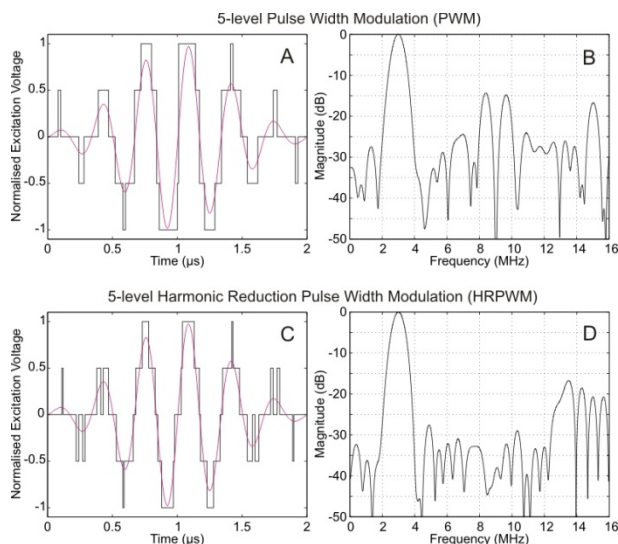 5-level Pulse Width Modulation (PWM)
A
Normalised Excitation Voltage
1
0.5
0
-0.5
-1
0 0.5 1 1.5 2
Time (µs)
B
Magnitude (dB)
0
-10
-20
-30
-40
-50
0 2 4 6 8 10 12 14 16
Frequency (MHz)
5-level Harmonic Reduction Pulse Width Modulation (HRPWM)
C
Normalised Excitation Voltage
1
0.5
0
-0.5
-1
0 0.5 1 1.5 2
Time (µs)
D
Magnitude (dB)
0
-10
-20
-30
-40
-50
0 2 4 6 8 10 12 14 16
Frequency (MHz)